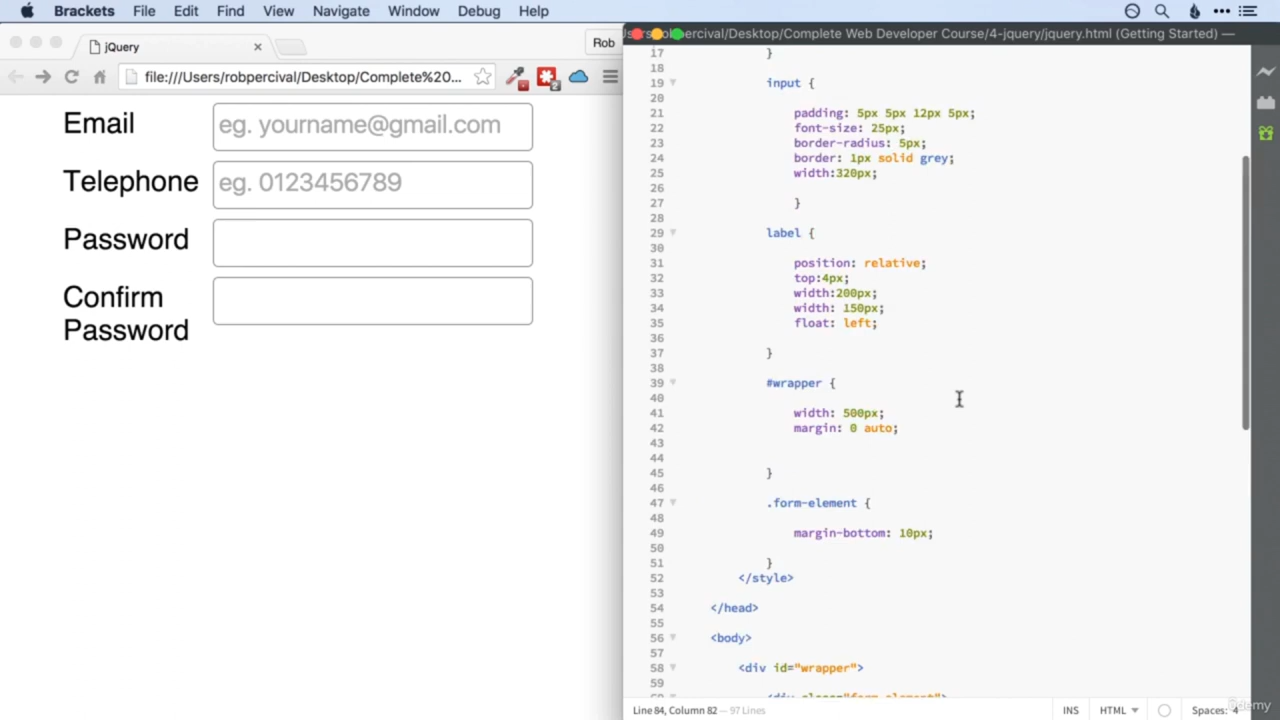 Brackets File Edit Find View Navigate Window Debug Help
jQuery
Rob
file:///Users/robpercival/Desktop/Complete%20...
2
Email eg. yourname@gmail.com
Telephone eg. 0123456789
Password
Confirm
Password
percival/Desktop/Complete Web Developer Course/4-jquery/jquery.html (Getting Started) —
17 }
18
19 input {
20
21 padding: 5px 5px 12px 5px;
22 font-size: 25px;
23 border-radius: 5px;
24 border: 1px solid grey;
25 width:320px;
26
27 }
28
29 label {
30
31 position: relative;
32 top:4px;
33 width:200px;
34 width: 150px;
35 float: left;
36
37 }
38
39 #wrapper {
40
41 width: 500px;
42 margin: 0 auto;
43
44
45 }
46
47 .form-element {
48
49 margin-bottom: 10px;
50
51 }
52 </style>
53
54 </head>
55
56 <body>
57
58 <div id="wrapper">
59
Line 84, Column 82 — 97 Lines INS HTML Spaces: 4